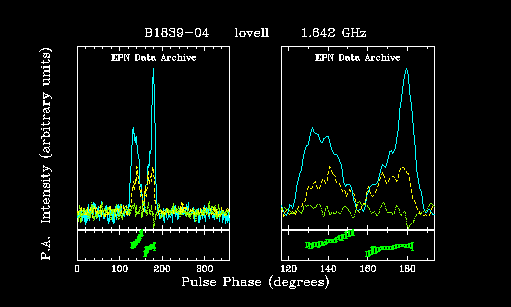 B1839-04 lovell 1.642 GHz
EPN Data Archive EPN Data Archive
P.A. Intensity (arbitrary units)
0 100 200 300 120 140 160 180
Pulse Phase (degrees)